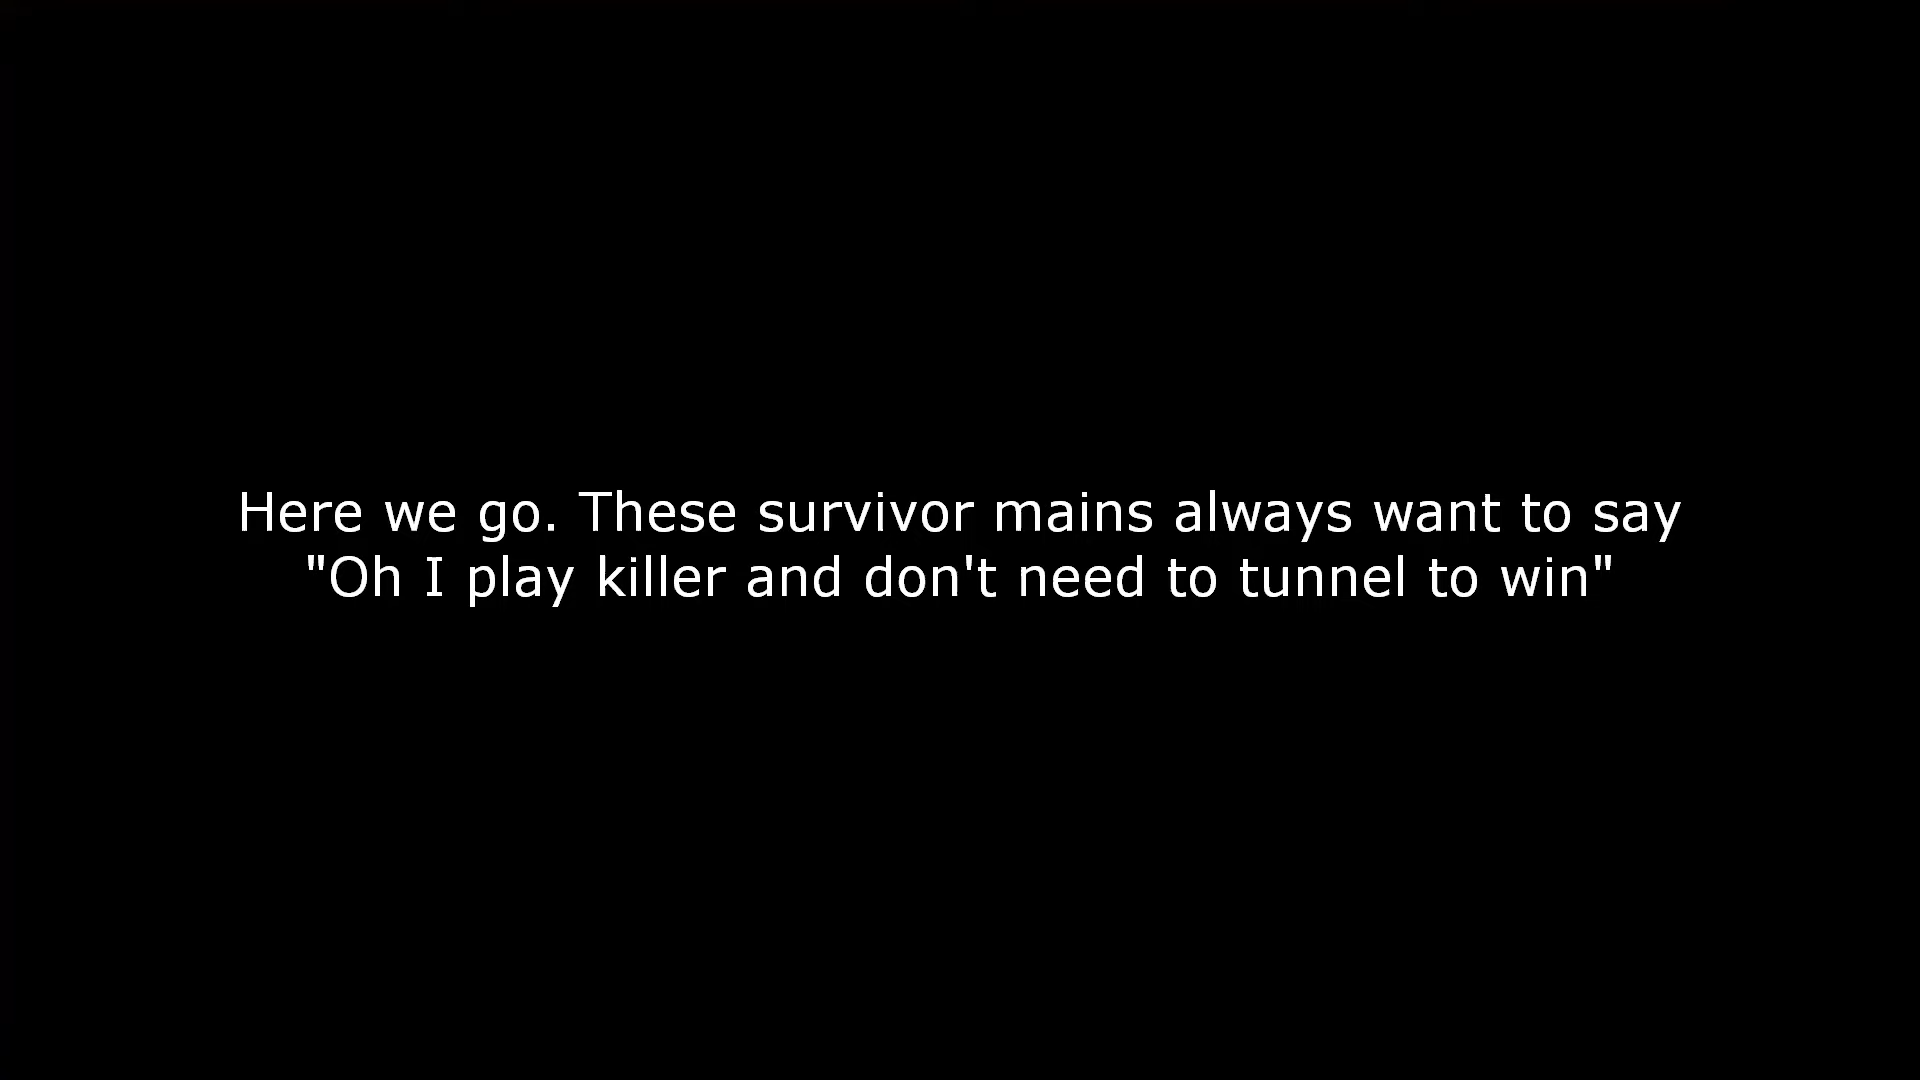 Here we go. These survivor mains always want to say
"Oh I play killer and don't need to tunnel to win"